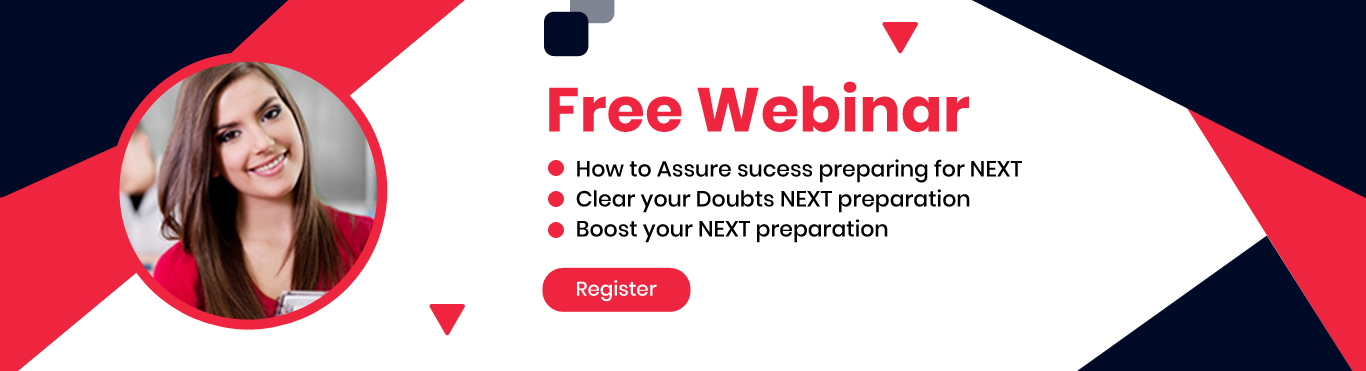 Free Webinar
How to Assure sucess preparing for NEXT
Clear your Doubts NEXT preparation
Boost your NEXT preparation
Register